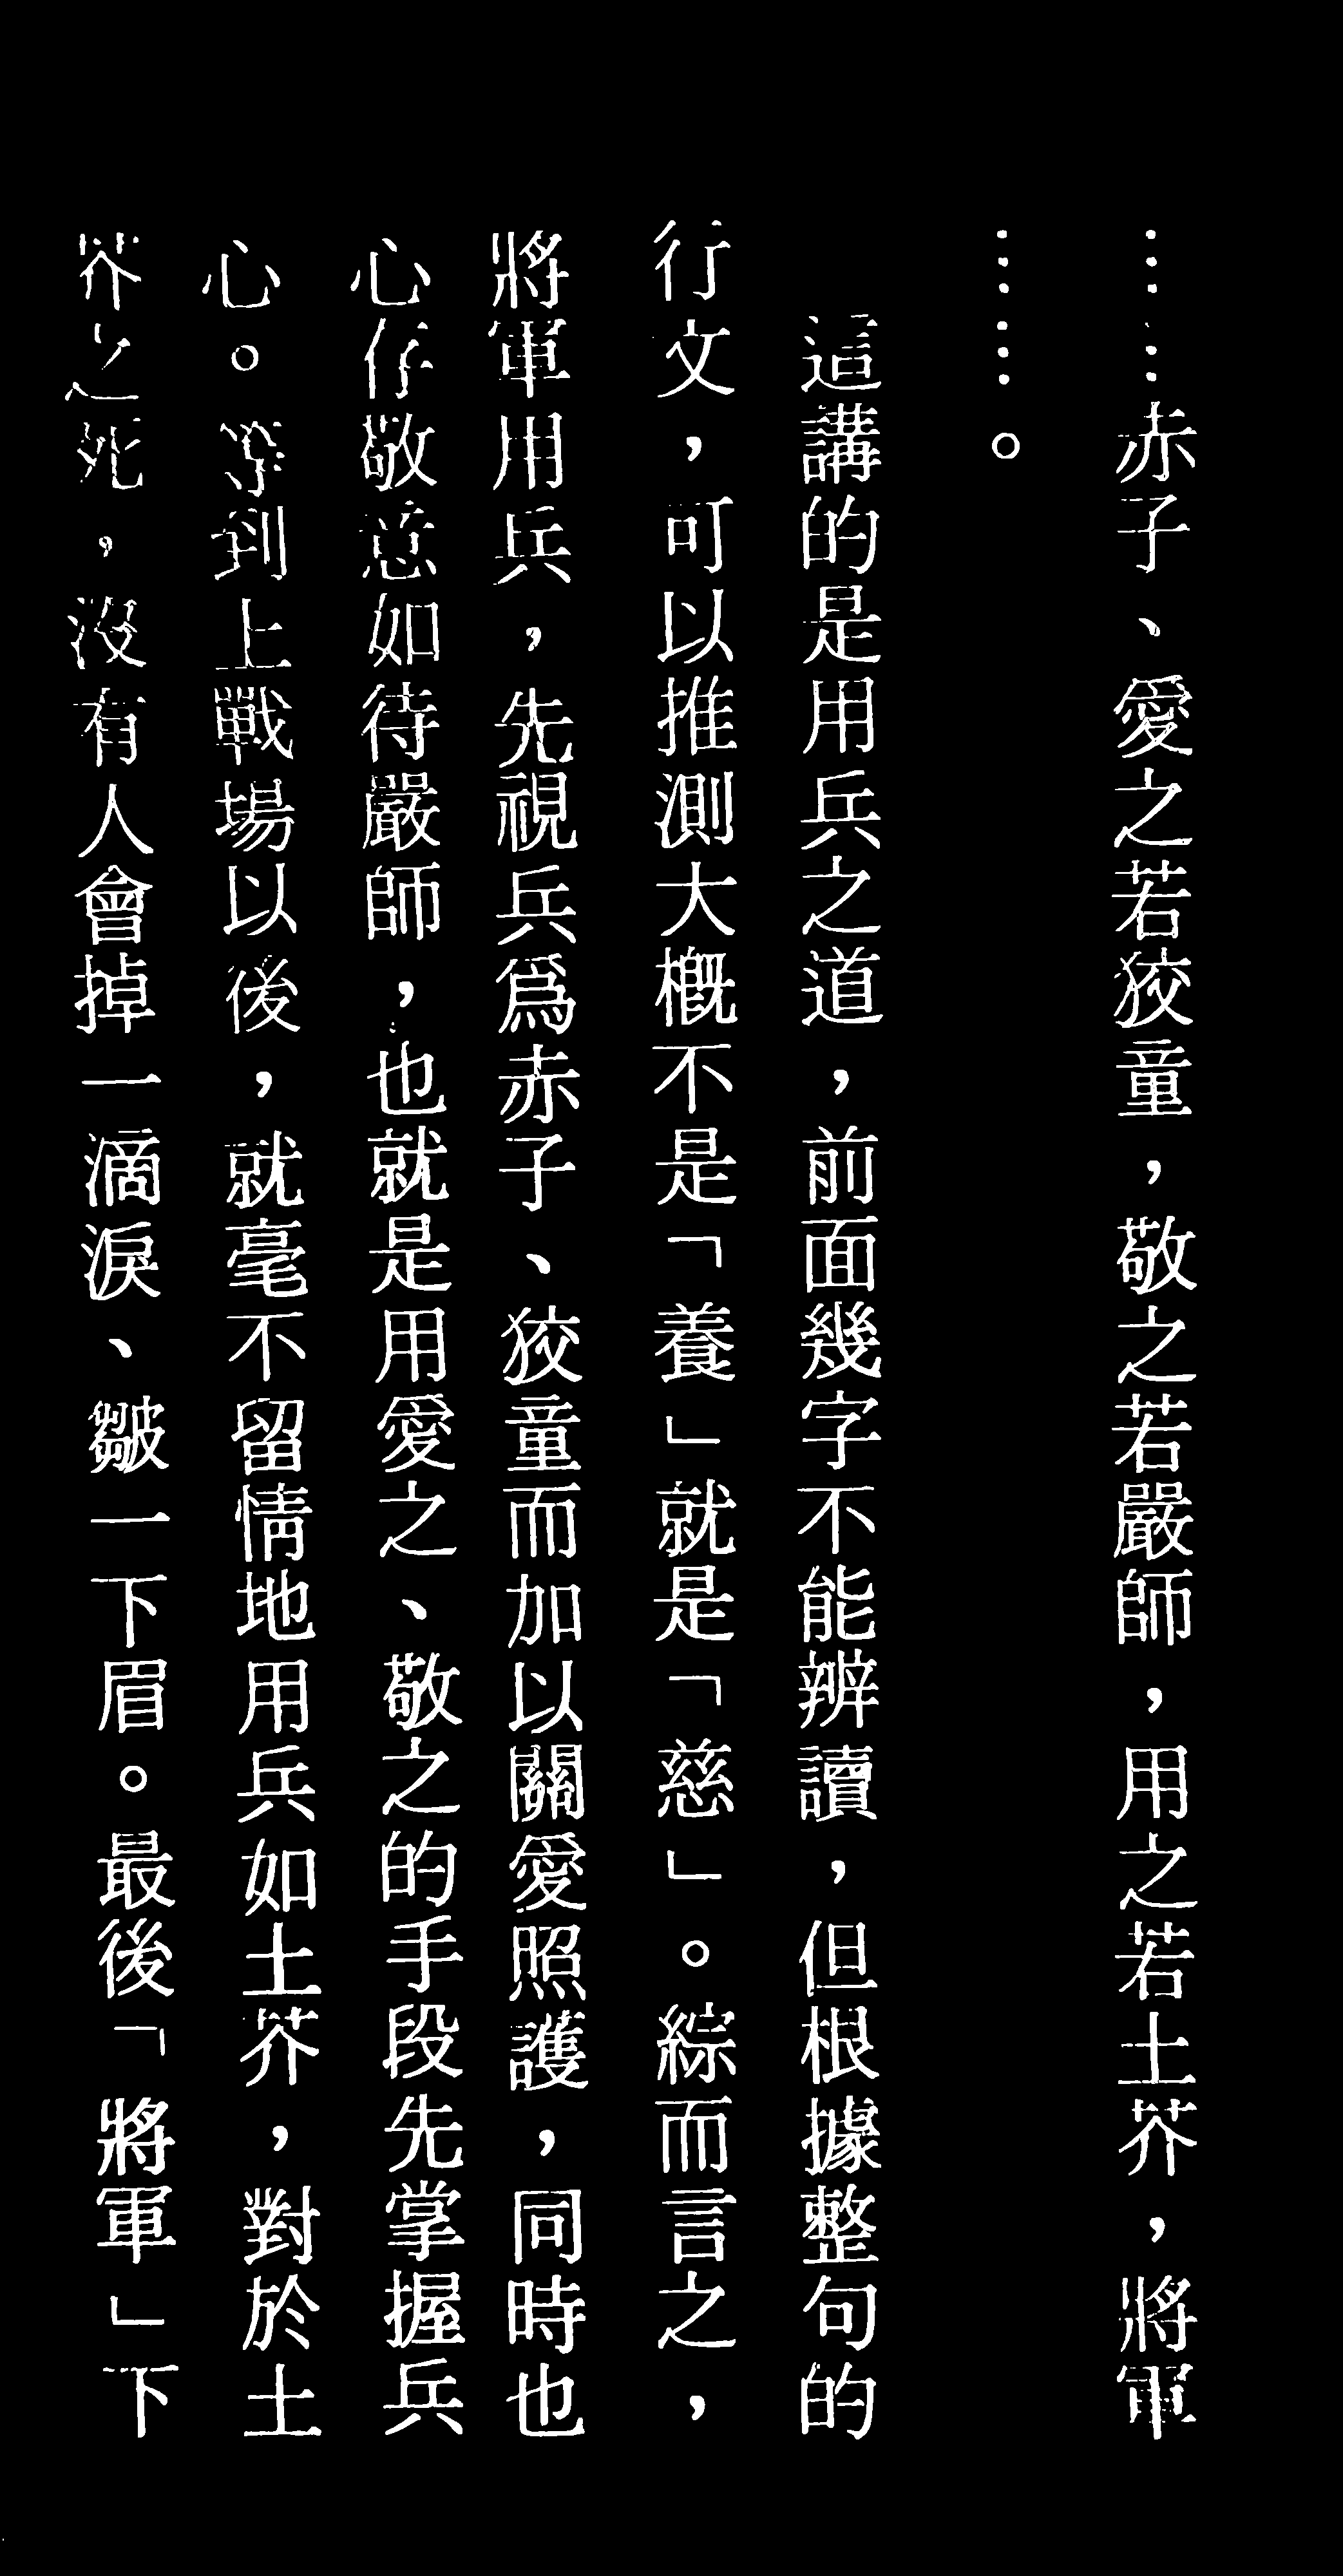 ……赤子、愛之若狡童，敬之若嚴師，用之若土芥，將軍
……。
這講的是用兵之道，前面幾字不能辨讀，但根據整句的
行文，可以推測大概不是「養」就是「慈」。綜而言之，
將軍用兵，先視兵爲赤子、狡童而加以關愛照護，同時也
心存敬意如待嚴師，也就是用愛之、敬之的手段先掌握兵
心。等到上戰場以後，就毫不留情地用兵如土芥，對於土
芥之死，沒有人會掉一滴淚、皺一下眉。最後「將軍」下